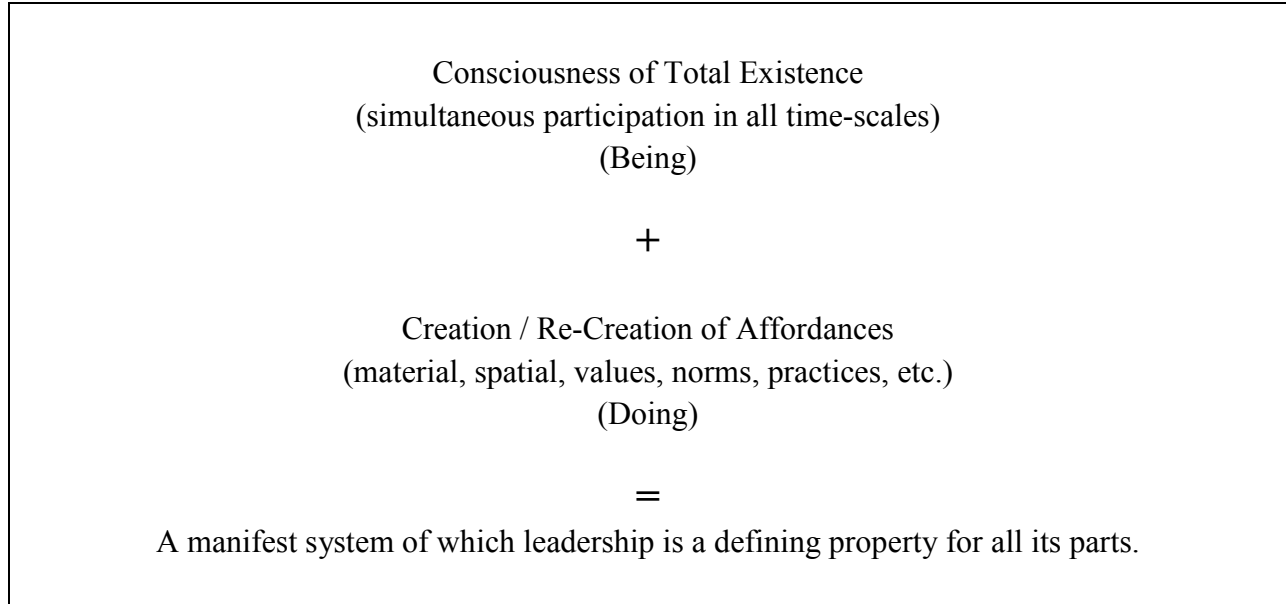 Consciousness of Total Existence
(simultaneous participation in all time-scales)
(Being)
+
Creation / Re-Creation of Affordances
(material, spatial, values, norms, practices, etc.)
(Doing)
=
A manifest system of which leadership is a defining property for all its parts.